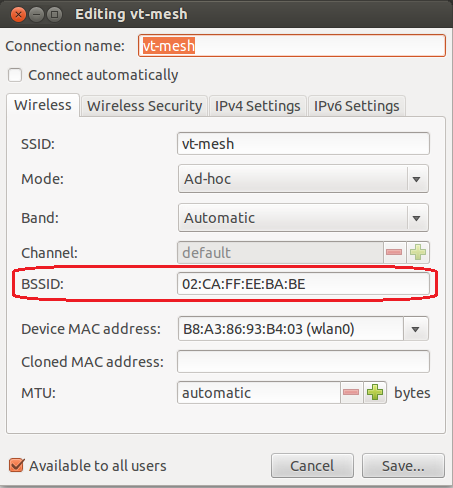 Editing vt-mesh
Connection name: vt-mesh
Connect automatically
Wireless Wireless Security IPv4 Settings IPv6 Settings
SSID: vt-mesh
Mode: Ad-hoc
Band: Automatic
Channel: default
BSSID: 02:CA:FF:EE:BA:BE
Device MAC address: B8:A3:86:93:B4:03 (wlan0)
Cloned MAC address:
MTU: automatic bytes
Available to all users Cancel Save...